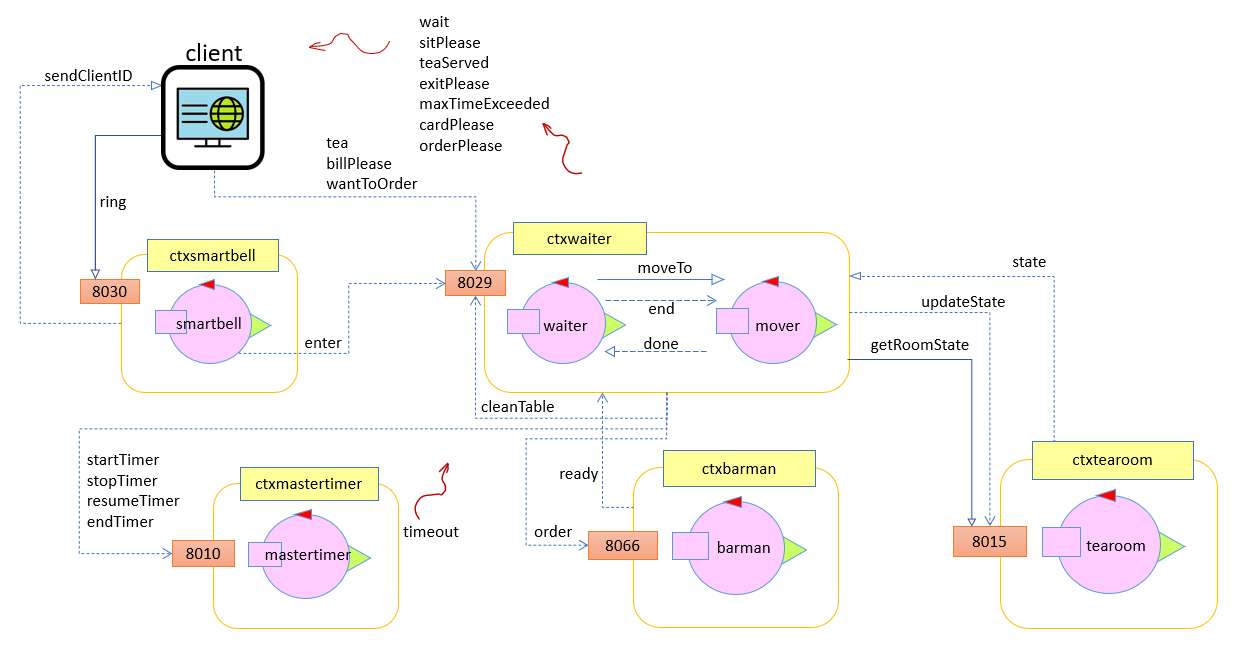 wait
sitPlease
teaServed
exitPlease
maxTimeExceeded
cardPlease
orderPlease
client
sendClientID
tea
billPlease
wantToOrder
ring
ctxsmartbell
8030
smartbell
enter
ctxwaiter
8029
waiter
moveTo
end
done
mover
state
updateState
getRoomState
cleanTable
startTimer
stopTimer
resumeTimer
endTimer
ctxmastertimer
8010
mastertimer
timeout
ready
order
ctxbarman
8066
barman
ctxtearoom
8015
tearoom